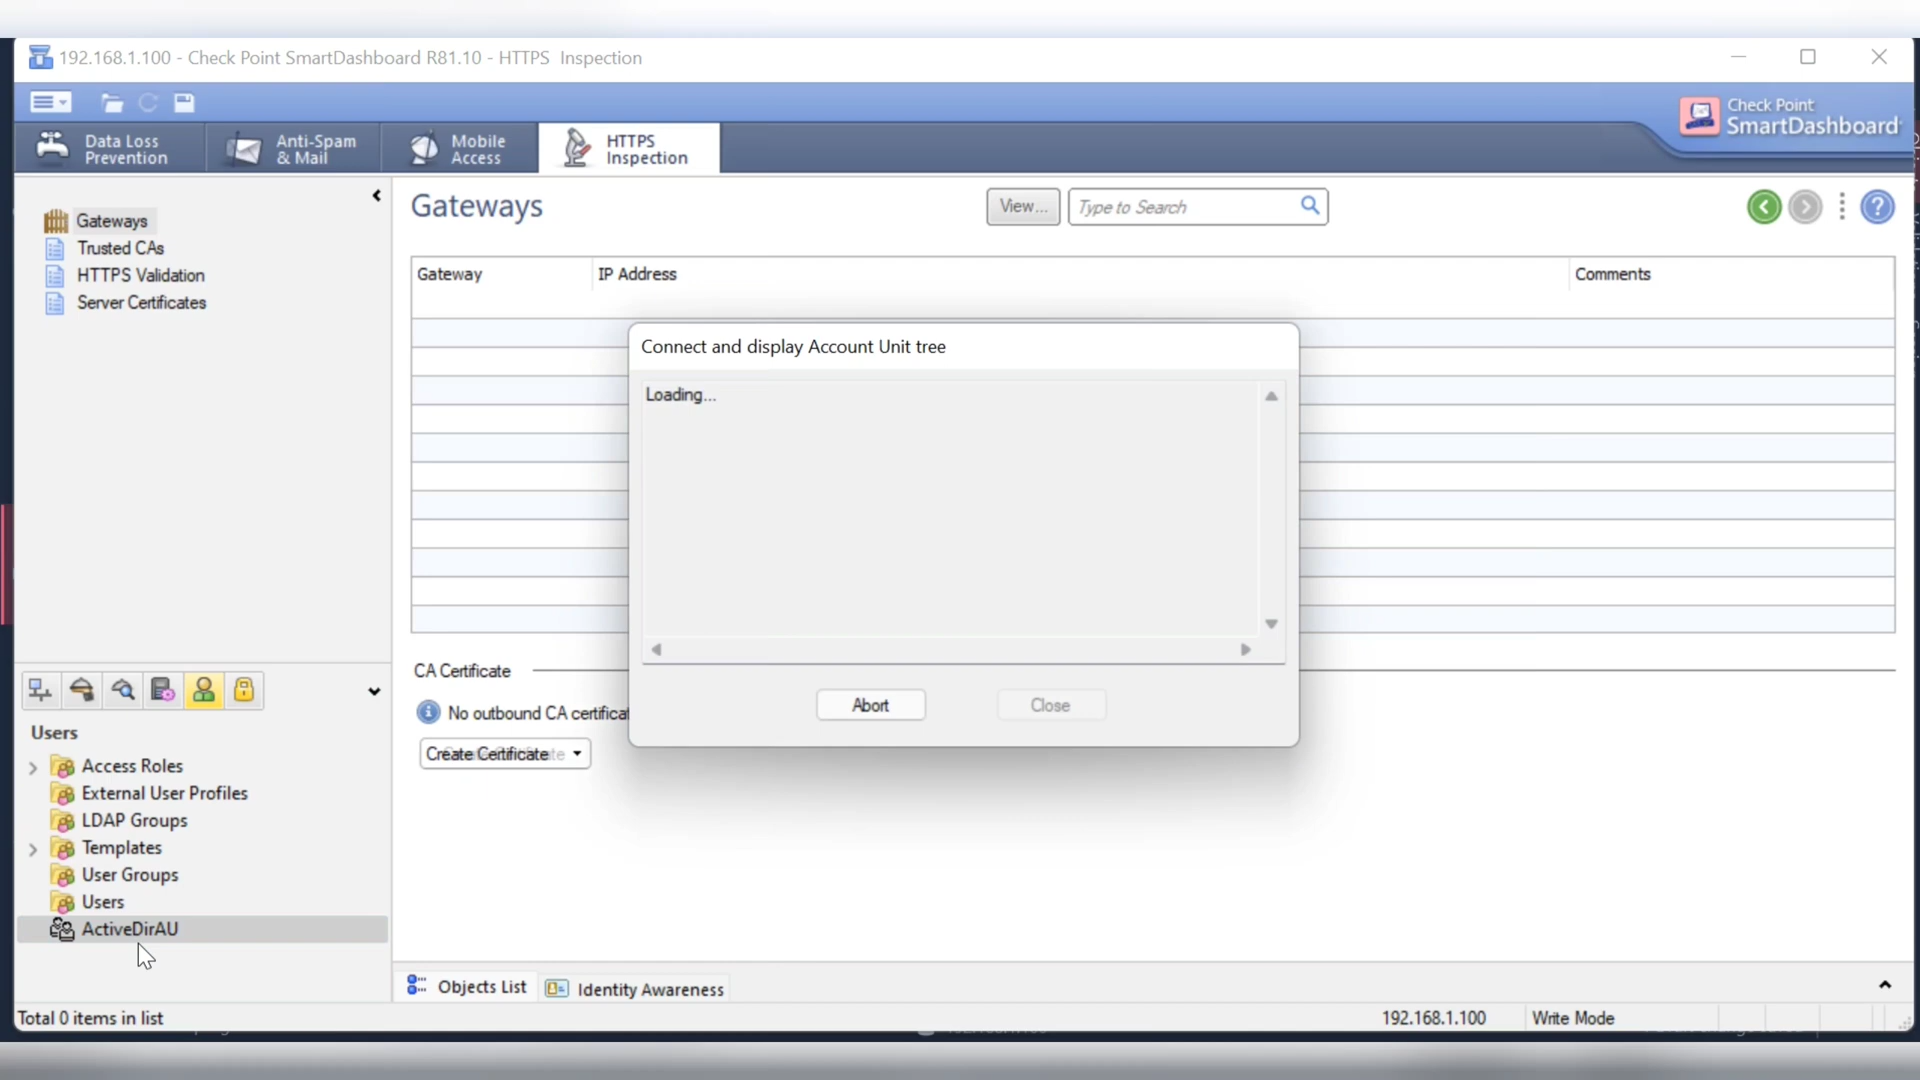 192.168.1.100 - Check Point SmartDashboard R81.10 - HTTPS Inspection
Check Point
SmartDashboard
Data Loss
Prevention
Anti-Spam
& Mail
Mobile
Access
HTTPS
Inspection
Gateways
Trusted CAs
HTTPS Validation
Server Certificates
Gateways
View...
Type to Search
Gateway
IP Address
Comments
Connect and display Account Unit tree
Loading...
Abort
Close
CA Certificate
No outbound CA certificat
Create Certificate
Users
Access Roles
External User Profiles
LDAP Groups
Templates
User Groups
Users
ActiveDirAU
Objects List
Identity Awareness
Total 0 items in list
192.168.1.100
Write Mode